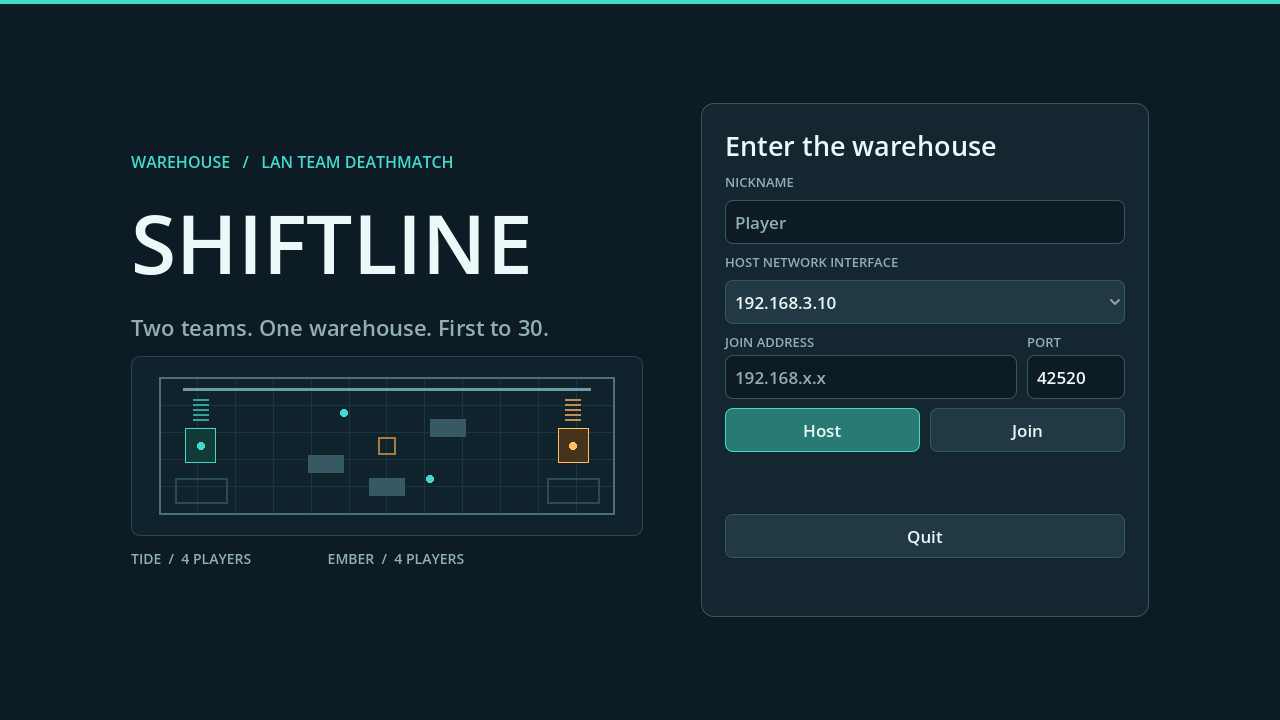 WAREHOUSE / LAN TEAM DEATHMATCH
SHIFTLINE
Two teams. One warehouse. First to 30.
TIDE / 4 PLAYERS
EMBER / 4 PLAYERS
Enter the warehouse
NICKNAME
Player
HOST NETWORK INTERFACE
192.168.3.10
JOIN ADDRESS PORT
192.168.x.x 42520
Host Join
Quit